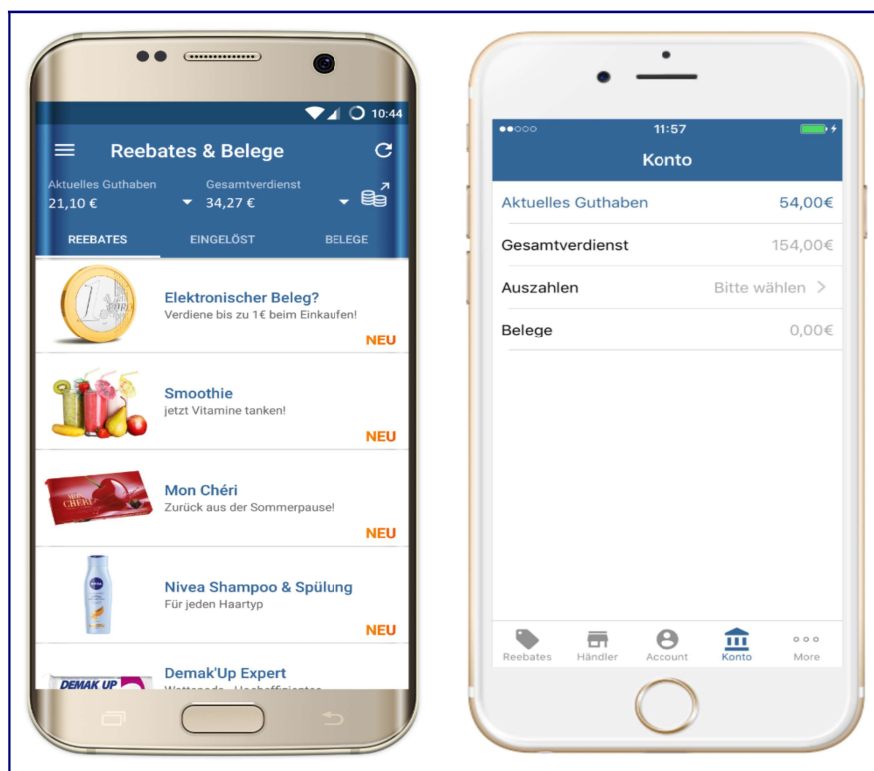 10:44
Reebates & Belege
Aktuelles Guthaben Gesamtverdienst
21,10 € 34,27 €
REEBATES EINGELÖST BELEGE
Elektronischer Beleg?
Verdiene bis zu 1€ beim Einkaufen!
NEU
Smoothie
jetzt Vitamine tanken!
NEU
MON CHÉRI
Mon Chéri
Zurück aus der Sommerpause!
NEU
Nivea Shampoo & Spülung
Für jeden Haartyp
NEU
DEMAK UP
Demak'Up Expert
11:57
Konto
Aktuelles Guthaben 54,00€
Gesamtverdienst 154,00€
Auszahlen Bitte wählen >
Belege 0,00€
Reebates Händler Account Konto More